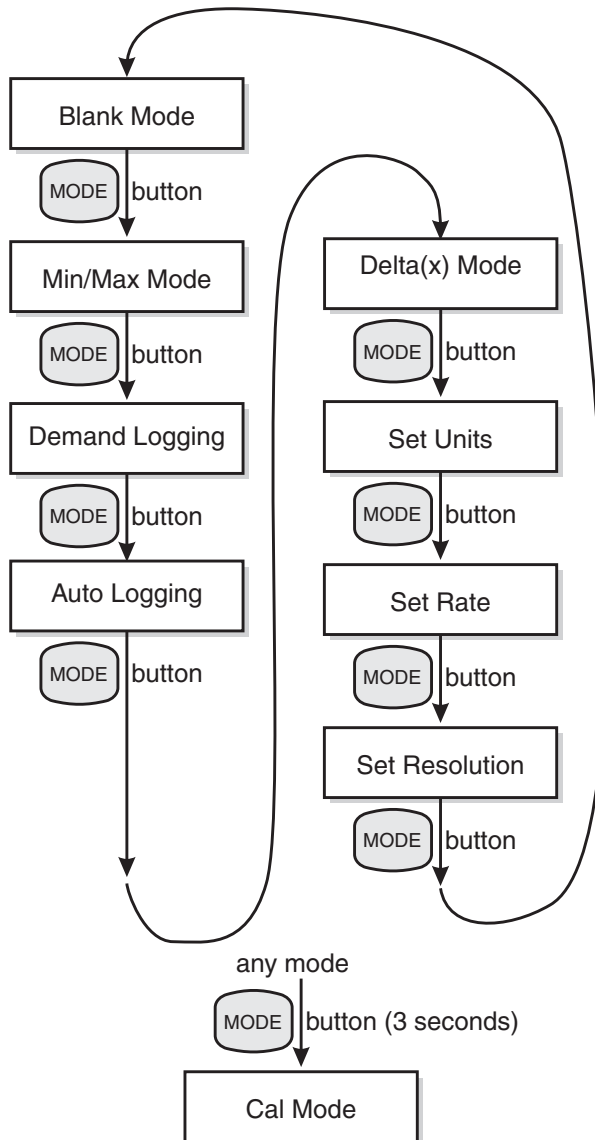 Blank Mode
MODE button
Min/Max Mode
MODE button
Demand Logging
MODE button
Auto Logging
MODE button
Delta(x) Mode
MODE button
Set Units
MODE button
Set Rate
MODE button
Set Resolution
MODE button
any mode
MODE button (3 seconds)
Cal Mode